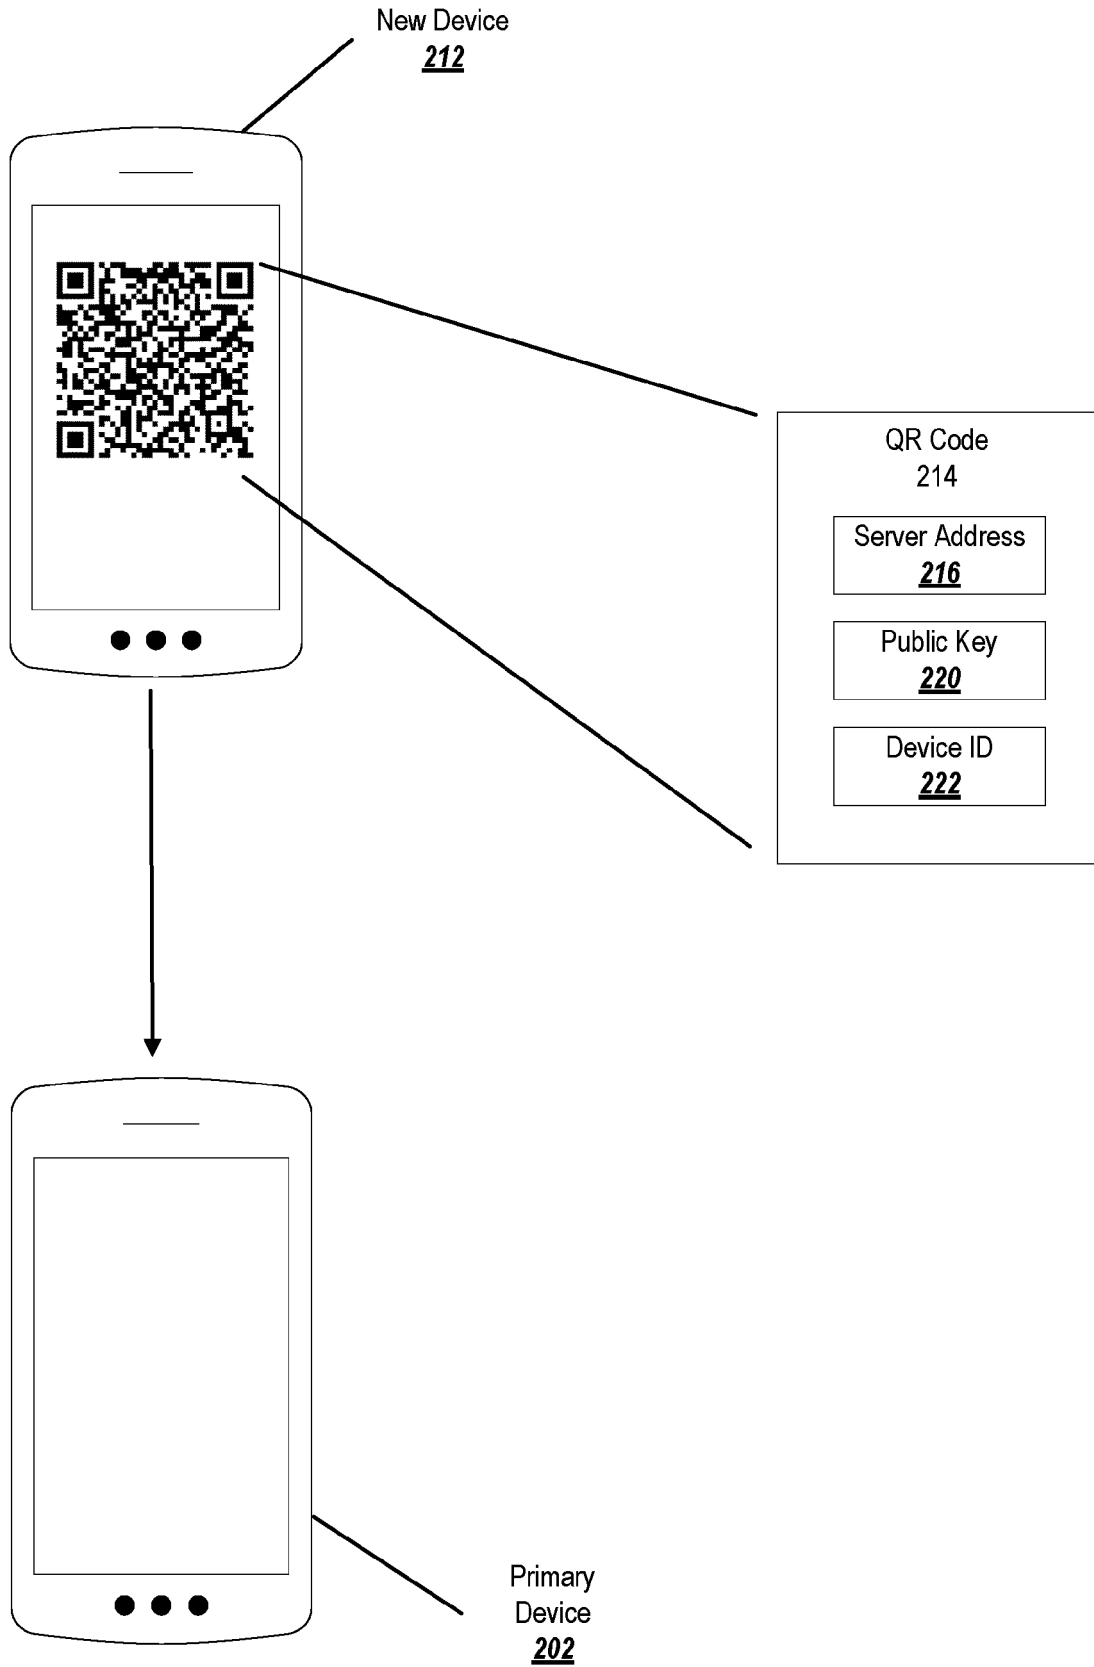 New Device
212
QR Code
214
Server Address
216
Public Key
220
Device ID
222
Primary
Device
202